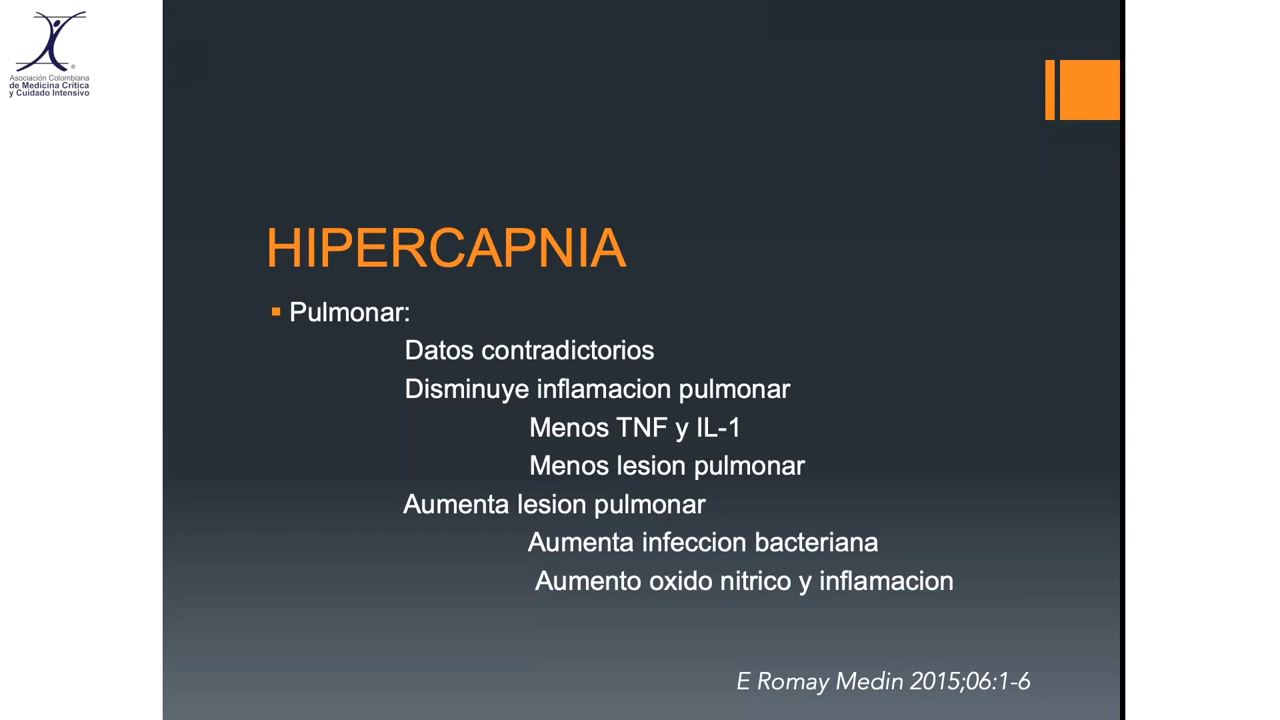 Asociación Colombiana
de Medicina Crítica
y Cuidado Intensivo
HIPERCAPNIA
Pulmonar:
Datos contradictorios
Disminuye inflamacion pulmonar
Menos TNF y IL-1
Menos lesion pulmonar
Aumenta lesion pulmonar
Aumenta infeccion bacteriana
Aumento oxido nitrico y inflamacion
E Romay Medin 2015;06:1-6